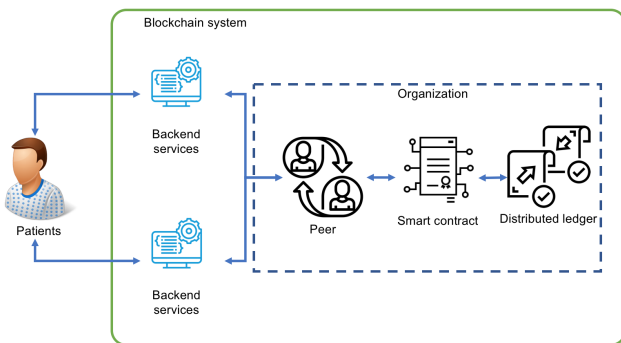 Blockchain system
Organization
Backend
services
Patients
Peer
Smart contract
Distributed ledger
Backend
services